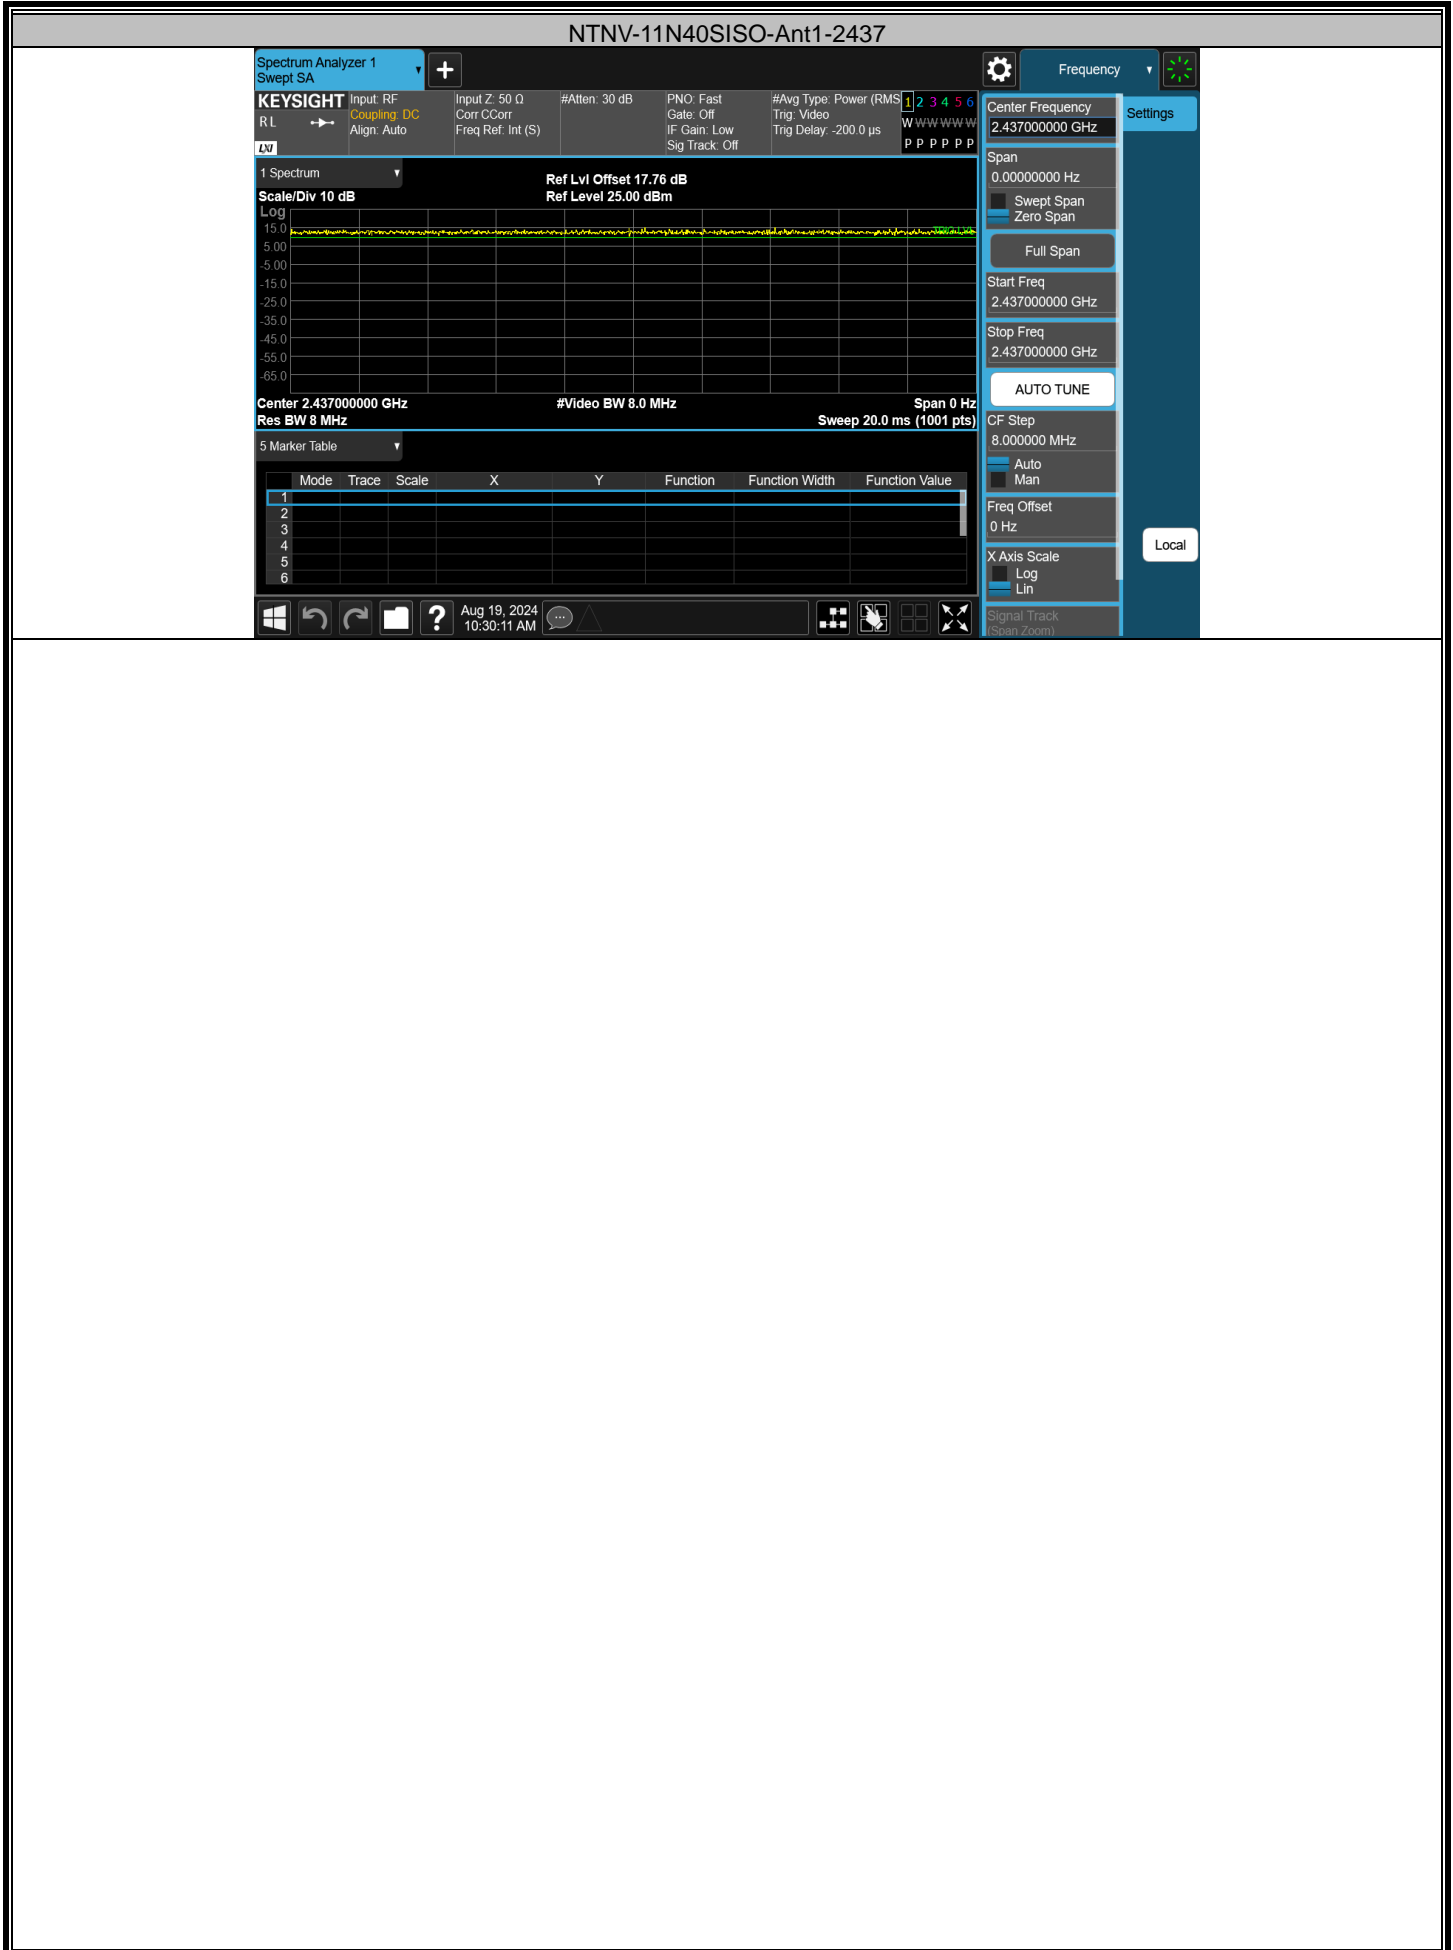 NTNV-11N40SISO-Ant1-2437
Spectrum Analyzer 1
Swept SA
Frequency
KEYSIGHT
R L
LXI
Input: RF
Coupling: DC
Align: Auto
Input Z: 50 Ω
Corr CCorr
Freq Ref: Int (S)
#Atten: 30 dB
PNO: Fast
Gate: Off
IF Gain: Low
Sig Track: Off
#Avg Type: Power (RMS
Trig: Video
Trig Delay: -200.0 µs
1 2 3 4 5 6
W W W W W W
P P P P P P
1 Spectrum
Scale/Div 10 dB
Ref Lvl Offset 17.76 dB
Ref Level 25.00 dBm
Log
15.0
5.00
-5.00
-15.0
-25.0
-35.0
-45.0
-55.0
-65.0
TRIG LVL
Center 2.437000000 GHz
#Video BW 8.0 MHz
Span 0 Hz
Res BW 8 MHz
Sweep 20.0 ms (1001 pts)
5 Marker Table
Mode Trace Scale X Y Function Function Width Function Value
1
2
3
4
5
6
Aug 19, 2024
10:30:11 AM
Center Frequency
2.437000000 GHz
Span
0.00000000 Hz
Swept Span
Zero Span
Full Span
Start Freq
2.437000000 GHz
Stop Freq
2.437000000 GHz
AUTO TUNE
CF Step
8.000000 MHz
Auto
Man
Freq Offset
0 Hz
X Axis Scale
Log
Lin
Signal Track
(Span Zoom)
Settings
Local